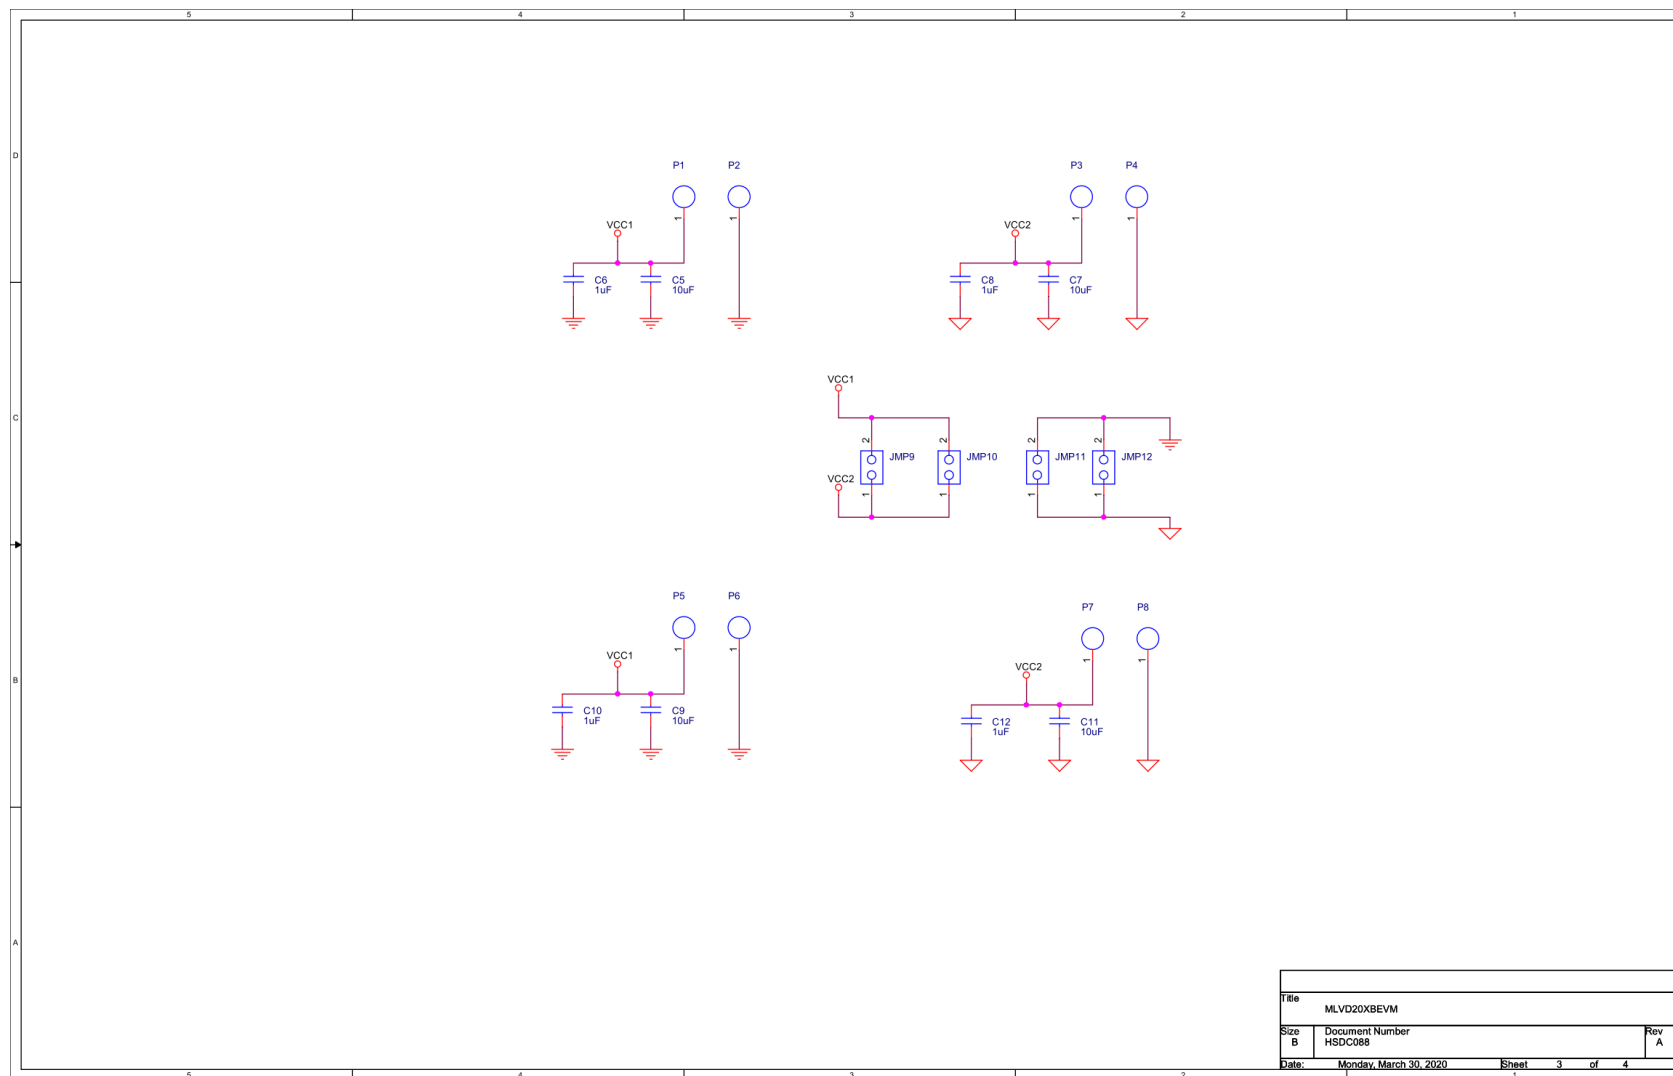 5 4 3 2 1
D
P1 P2 P3 P4
1 1 1 1
VCC1 VCC2
C6 C5 C8 C7
1uF 10uF 1uF 10uF
VCC1
C
2 2 2 2
JMP9 JMP10 JMP11 JMP12
VCC2
1 1 1 1
P5 P6 P7 P8
1 1 1 1
VCC1 VCC2
B
C10 C9 C12 C11
1uF 10uF 1uF 10uF
A
Title
MLVD20XBEVM
Size Document Number Rev
B HSDC088 A
Date: Monday, March 30, 2020 Sheet 3 of 4
5 4 3 2 1